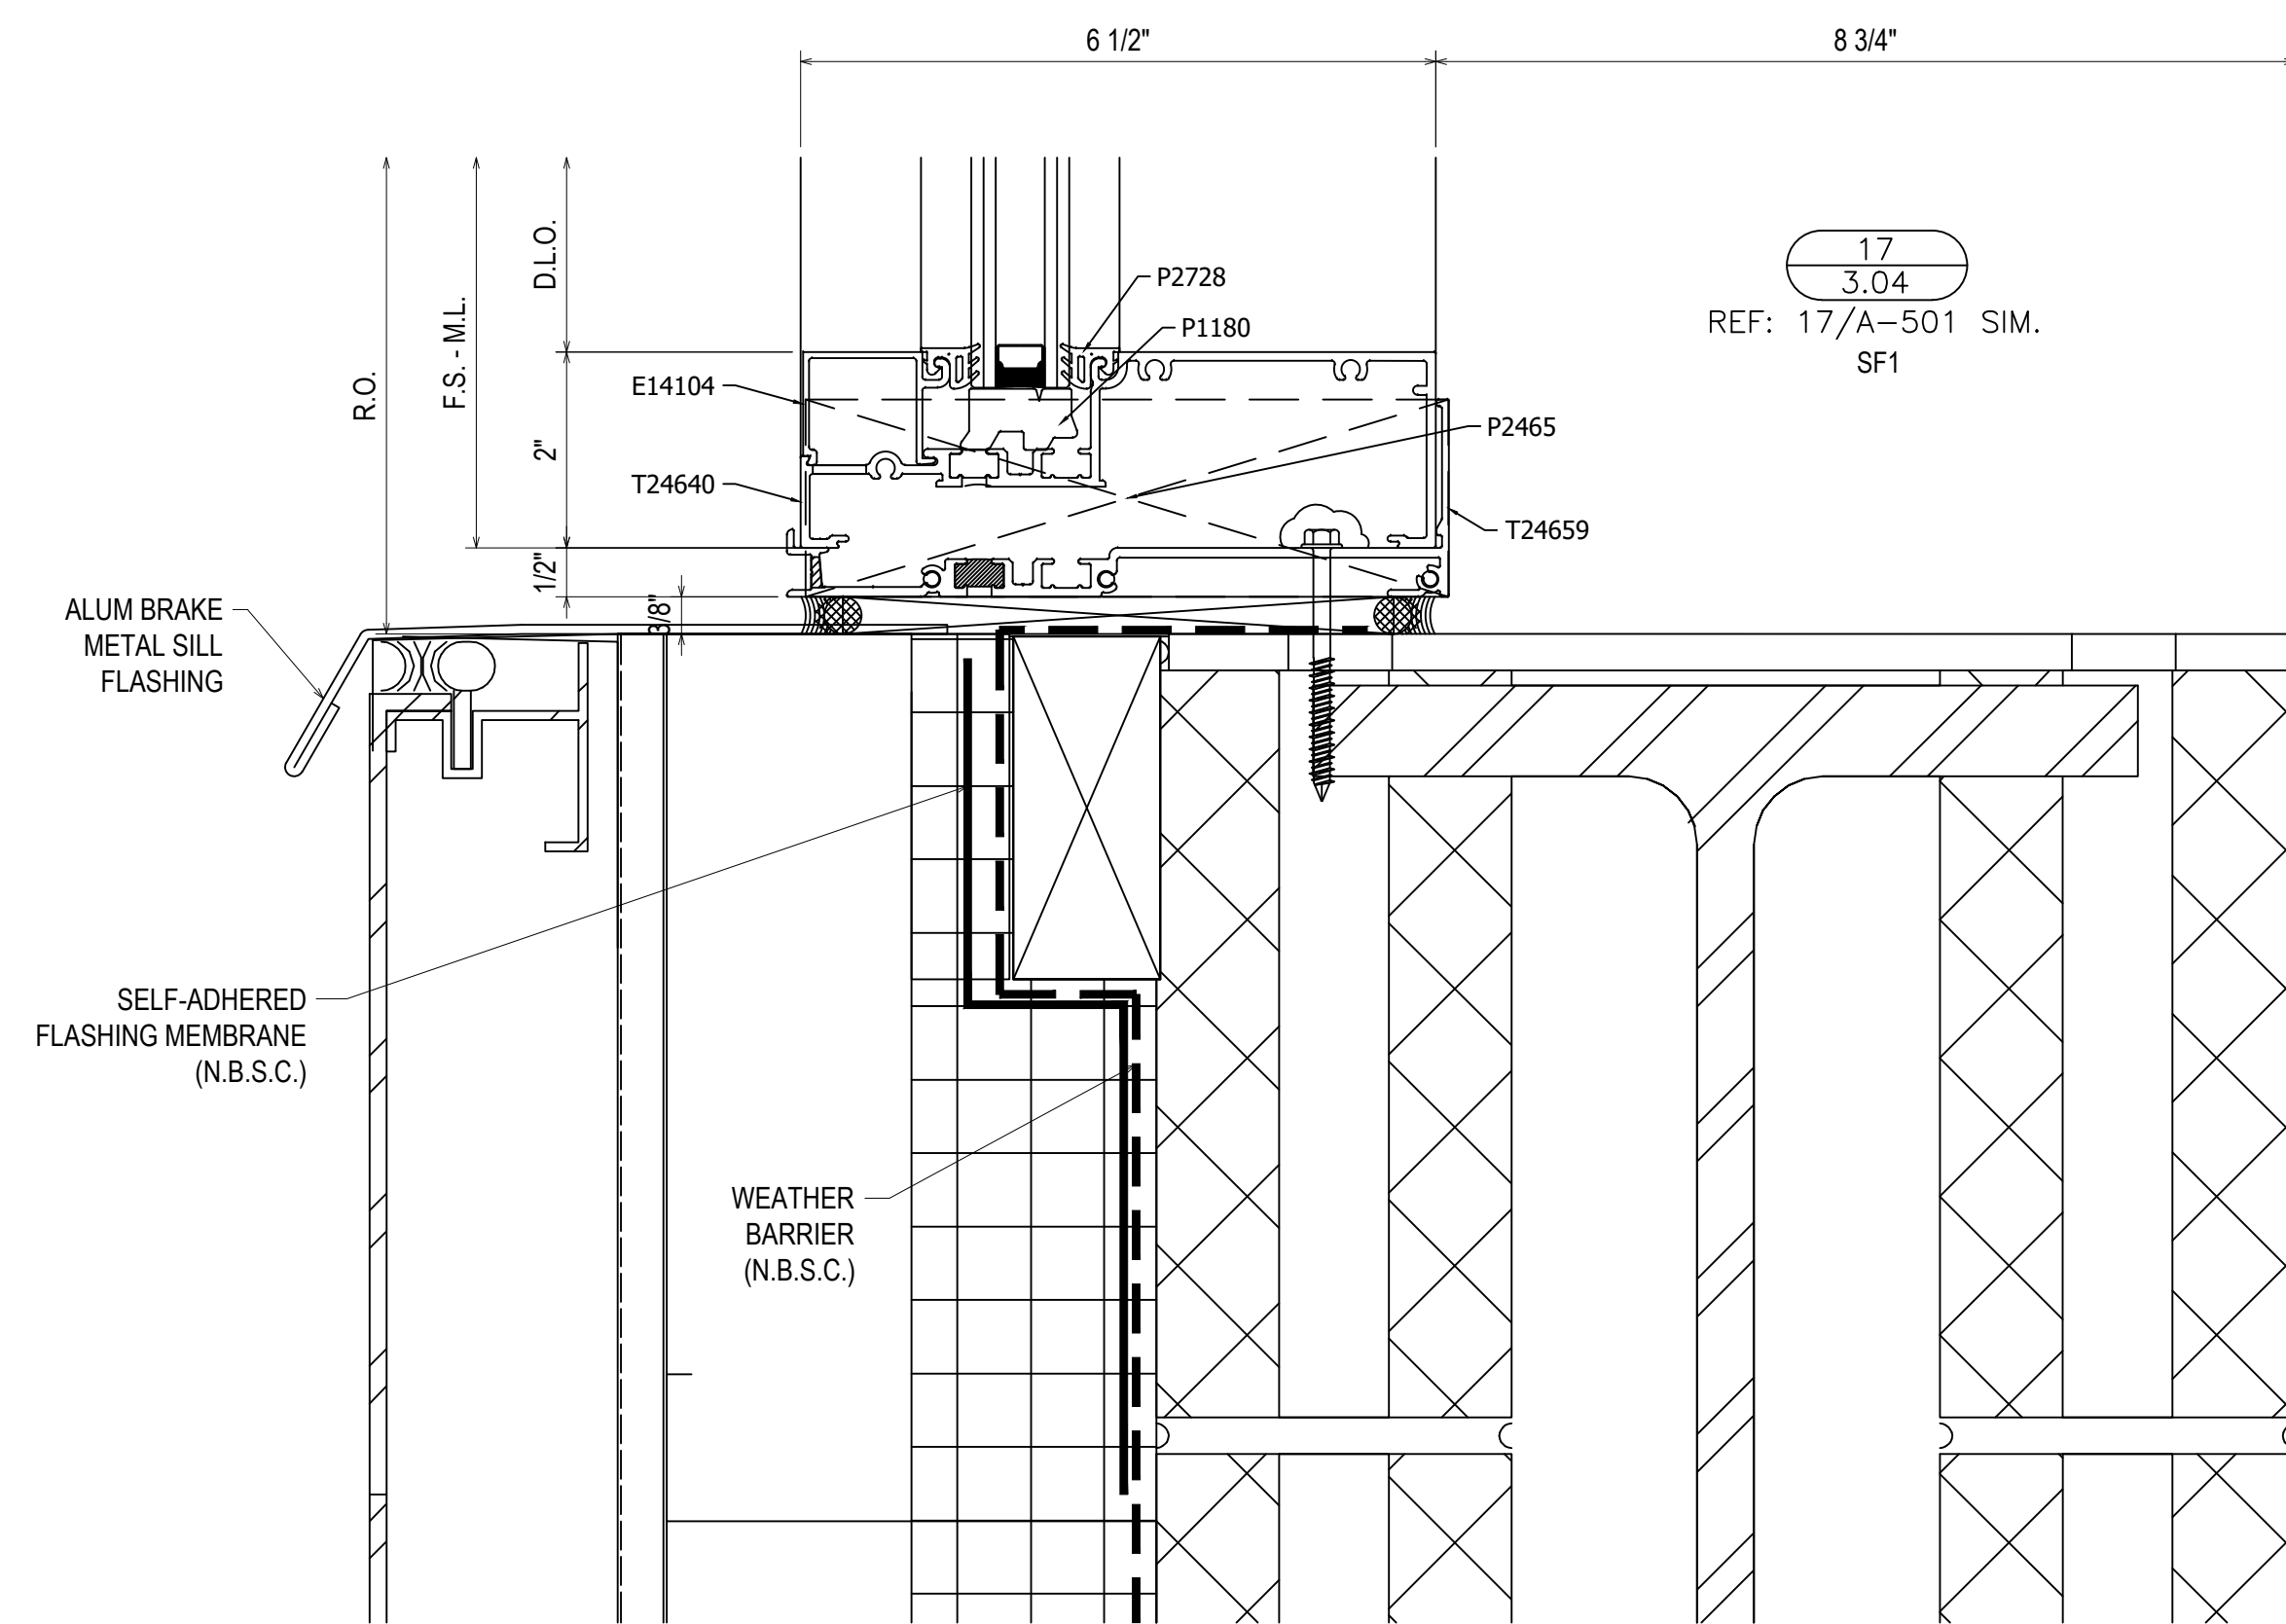 6 1/2"
8 3/4"
R.O.
F.S. - M.L.
D.L.O.
2"
1/2"
3/8"
P2728
P1180
E14104
T24640
P2465
T24659
17
3.04
REF: 17/A-501 SIM.
SF1
ALUM BRAKE
METAL SILL
FLASHING
SELF-ADHERED
FLASHING MEMBRANE
(N.B.S.C.)
WEATHER
BARRIER
(N.B.S.C.)